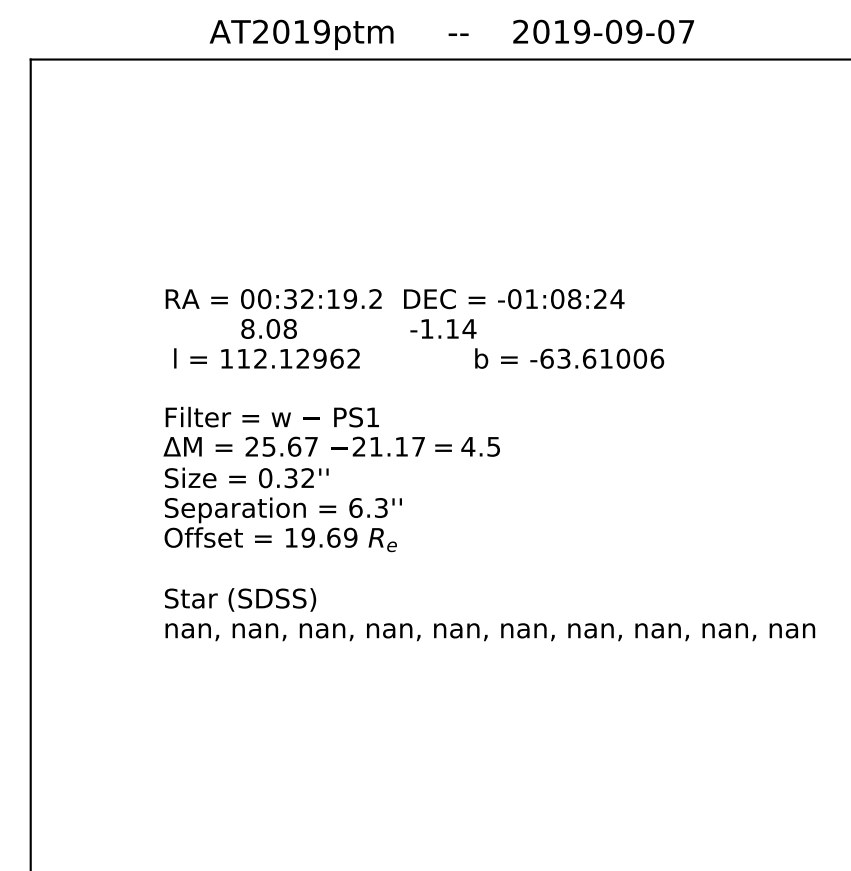 AT2019ptm -- 2019-09-07
RA = 00:32:19.2 DEC = -01:08:24
8.08 -1.14
l = 112.12962 b = -63.61006
Filter = w − PS1
ΔM = 25.67 −21.17 = 4.5
Size = 0.32''
Separation = 6.3''
Offset = 19.69 Re
Star (SDSS)
nan, nan, nan, nan, nan, nan, nan, nan, nan, nan